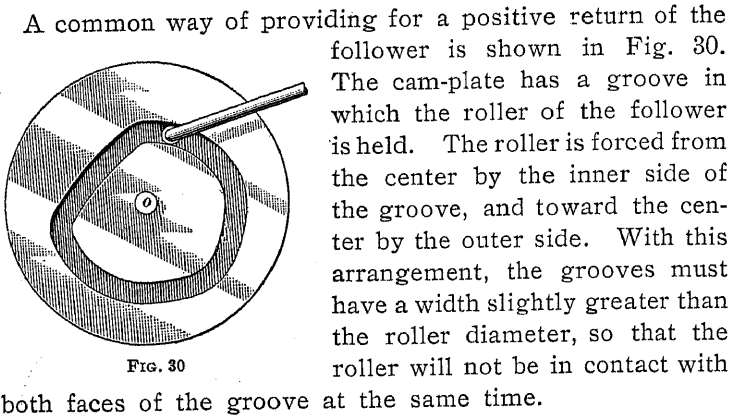 A common way of providing for a positive return of the
follower is shown in Fig. 30.
The cam-plate has a groove in
which the roller of the follower
is held. The roller is forced from
the center by the inner side of
the groove, and toward the cen-
ter by the outer side. With this
arrangement, the grooves must
have a width slightly greater than
the roller diameter, so that the
roller will not be in contact with
both faces of the groove at the same time.
O
FIG. 30